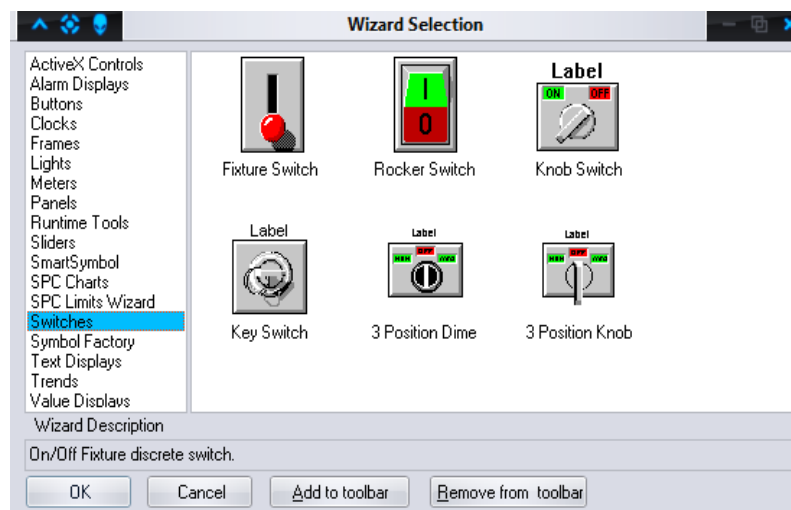 Wizard Selection
ActiveX Controls
Alarm Displays
Buttons
Clocks
Frames
Lights
Meters
Panels
Runtime Tools
Sliders
SmartSymbol
SPC Charts
SPC Limits Wizard
Switches
Symbol Factory
Text Displays
Trends
Value Displays
Fixture Switch
I
0
Rocker Switch
Label
ON OFF
Knob Switch
Label
Key Switch
Label
OFF
3 Position Dime
Label
OFF
3 Position Knob
Wizard Description
On/Off Fixture discrete switch.
OK
Cancel
Add to toolbar
Remove from toolbar